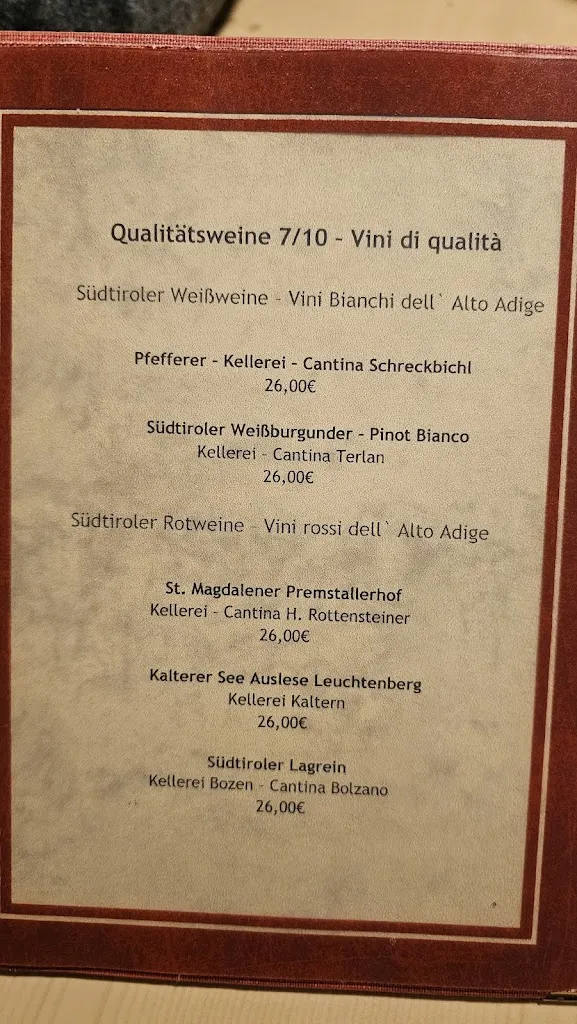 Qualitätsweine 7/10 - Vini di qualità
Südtiroler Weißweine - Vini Bianchi dell` Alto Adige
Pfefferer - Kellerei - Cantina Schreckbichl
26,00€
Südtiroler Weißburgunder - Pinot Bianco
Kellerei - Cantina Terlan
26,00€
Südtiroler Rotweine - Vini rossi dell` Alto Adige
St. Magdalener Premstallerhof
Kellerei - Cantina H. Rottensteiner
26,00€
Kalterer See Auslese Leuchtenberg
Kellerei Kaltern
26,00€
Südtiroler Lagrein
Kellerei Bozen - Cantina Bolzano
26,00€